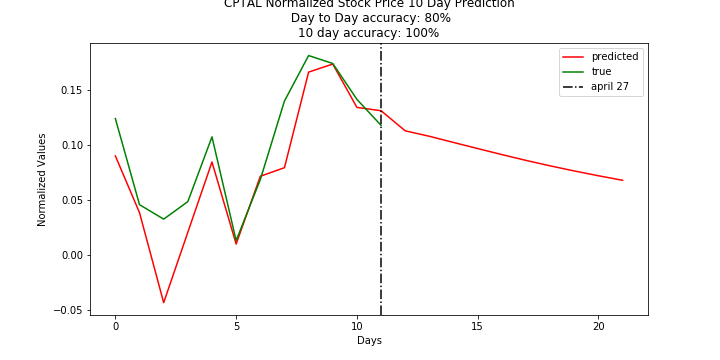 CPTAL Normalized Stock Price 10 Day Prediction
Day to Day accuracy: 80%
10 day accuracy: 100%
predicted
true
april 27
Normalized Values
0.15
0.10
0.05
0.00
−0.05
0
5
10
15
20
Days